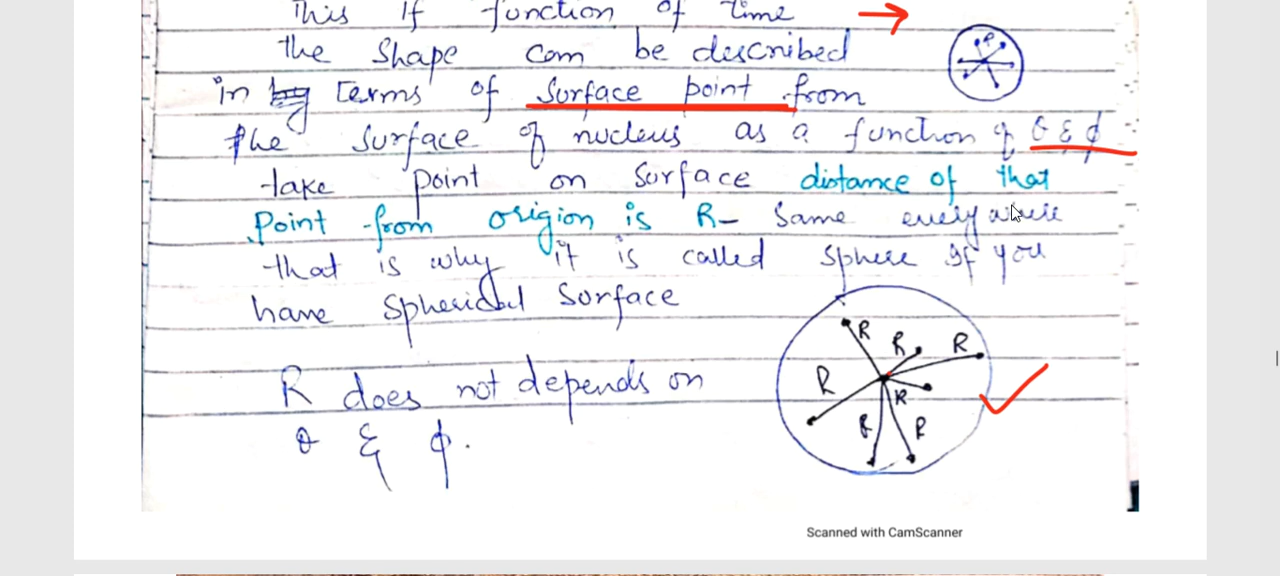 This If function of time →
the shape can be described
in by terms of surface point from
the surface of nucleus as a function of θ & ϕ
take point on surface distance of that
Point from origion is R- Same everywhere
that is why it is called sphere If you
have spherical surface
R R R
R R
R R
R does not depends on
θ & ϕ.
Scanned with CamScanner